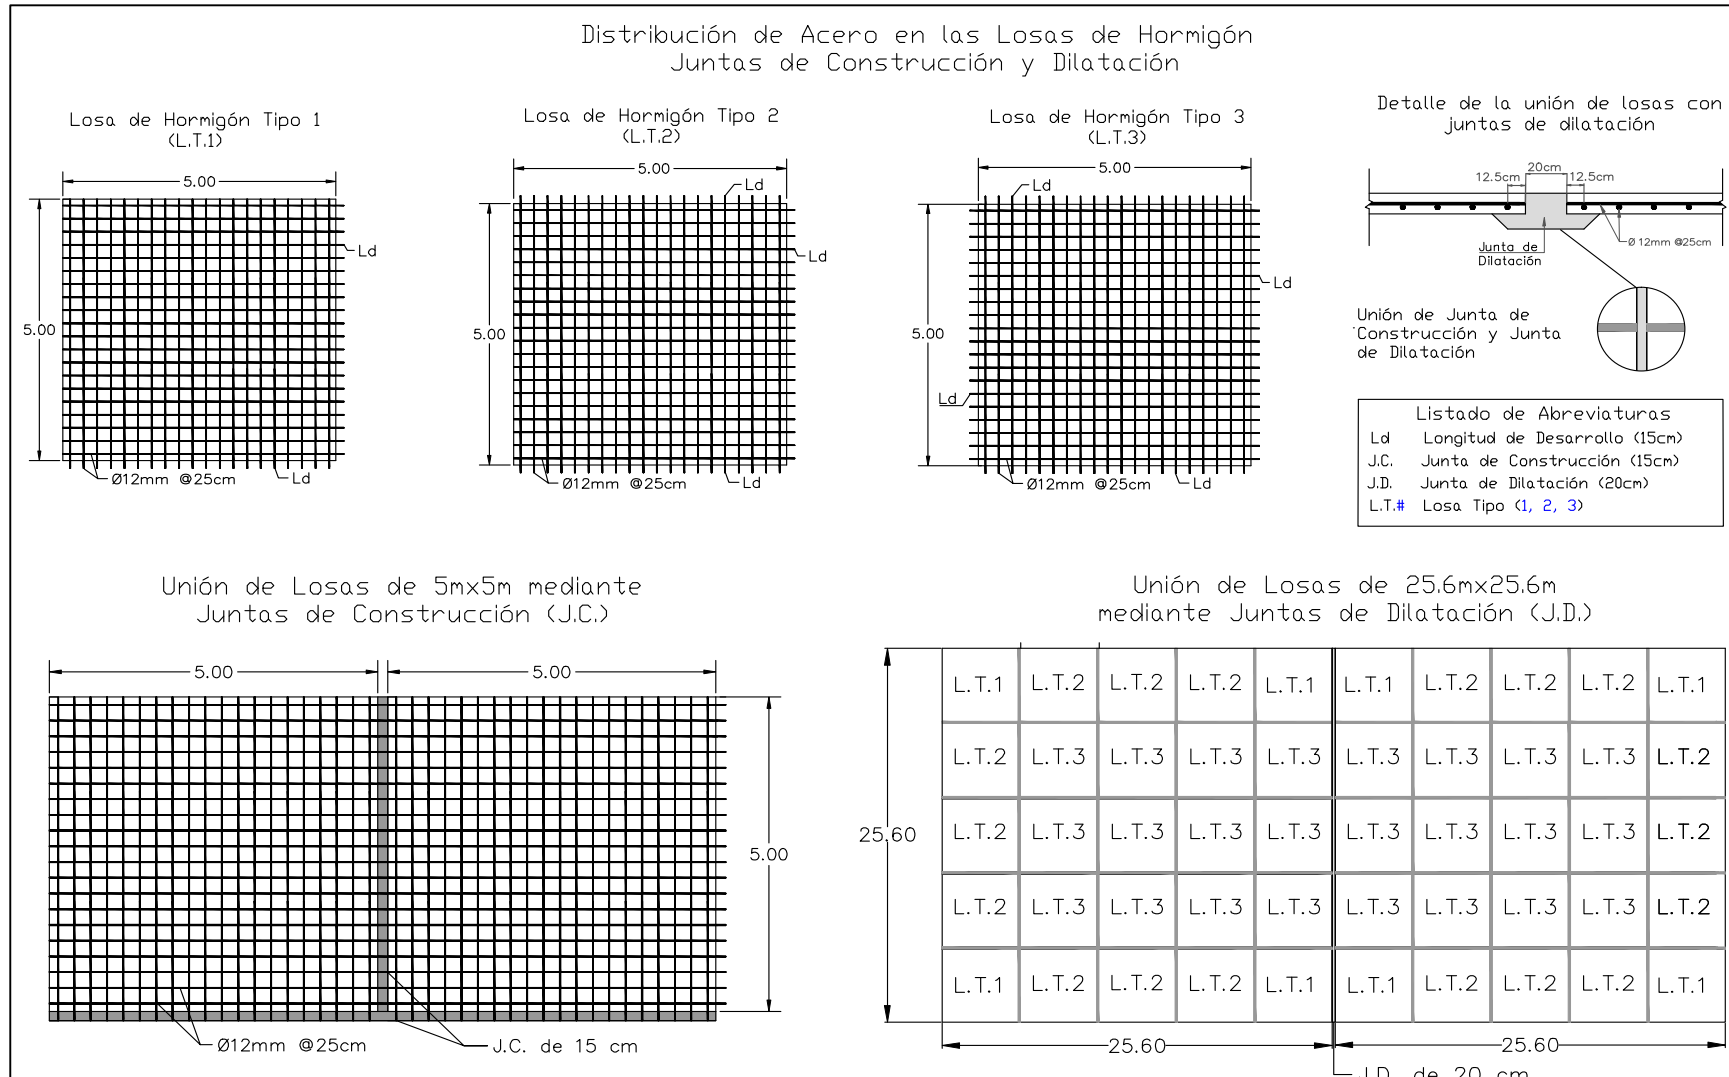 Distribución de Acero en las Losas de Hormigón
Juntas de Construcción y Dilatación
Losa de Hormigón Tipo 1
(L.T.1)
5.00
5.00
Ld
Ø12mm @25cm
Ld
Losa de Hormigón Tipo 2
(L.T.2)
5.00
Ld
Ld
5.00
Ø12mm @25cm
Ld
Losa de Hormigón Tipo 3
(L.T.3)
5.00
Ld
Ld
5.00
Ld
Ø12mm @25cm
Ld
Detalle de la unión de losas con
juntas de dilatación
20cm
12.5cm
12.5cm
Ø 12mm @25cm
Junta de
Dilatación
Unión de Junta de
Construcción y Junta
de Dilatación
Listado de Abreviaturas
Ld Longitud de Desarrollo (15cm)
J.C. Junta de Construcción (15cm)
J.D. Junta de Dilatación (20cm)
L.T.# Losa Tipo (1, 2, 3)
Unión de Losas de 5mx5m mediante
Juntas de Construcción (J.C.)
5.00 5.00
5.00
Ø12mm @25cm
J.C. de 15 cm
Unión de Losas de 25.6mx25.6m
mediante Juntas de Dilatación (J.D.)
L.T.1 L.T.2 L.T.2 L.T.2 L.T.1 L.T.1 L.T.2 L.T.2 L.T.2 L.T.1
L.T.2 L.T.3 L.T.3 L.T.3 L.T.3 L.T.3 L.T.3 L.T.3 L.T.3 L.T.2
25.60
L.T.2 L.T.3 L.T.3 L.T.3 L.T.3 L.T.3 L.T.3 L.T.3 L.T.3 L.T.2
L.T.2 L.T.3 L.T.3 L.T.3 L.T.3 L.T.3 L.T.3 L.T.3 L.T.3 L.T.2
L.T.1 L.T.2 L.T.2 L.T.2 L.T.1 L.T.1 L.T.2 L.T.2 L.T.2 L.T.1
25.60 25.60
J.D. de 20 cm